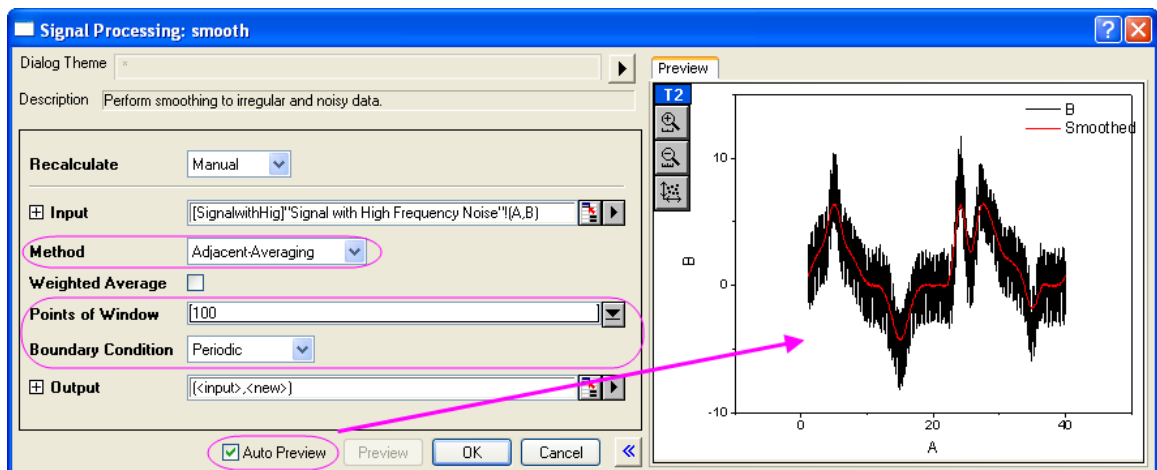 Signal Processing: smooth
Dialog Theme *
Description Perform smoothing to irregular and noisy data.
Recalculate Manual
Input [SignalwithHig]"Signal with High Frequency Noise"!(A,B)
Method Adjacent-Averaging
Weighted Average
Points of Window 100
Boundary Condition Periodic
Output (<input>,<new>)
Auto Preview Preview OK Cancel
Preview
T2
B
Smoothed
10
0
-10
B
0 20 40
A